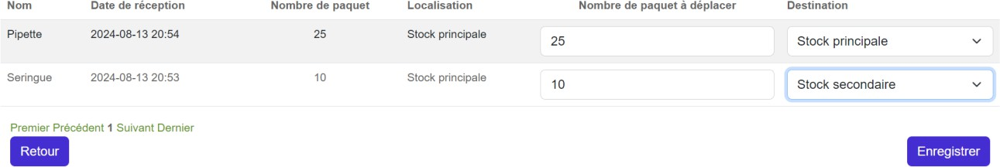 Nom Date de réception Nombre de paquet Localisation Nombre de paquet à déplacer Destination
Pipette 2024-08-13 20:54 25 Stock principale 25 Stock principale
Seringue 2024-08-13 20:53 10 Stock principale 10 Stock secondaire
Premier Précédent 1 Suivant Dernier
Retour Enregistrer